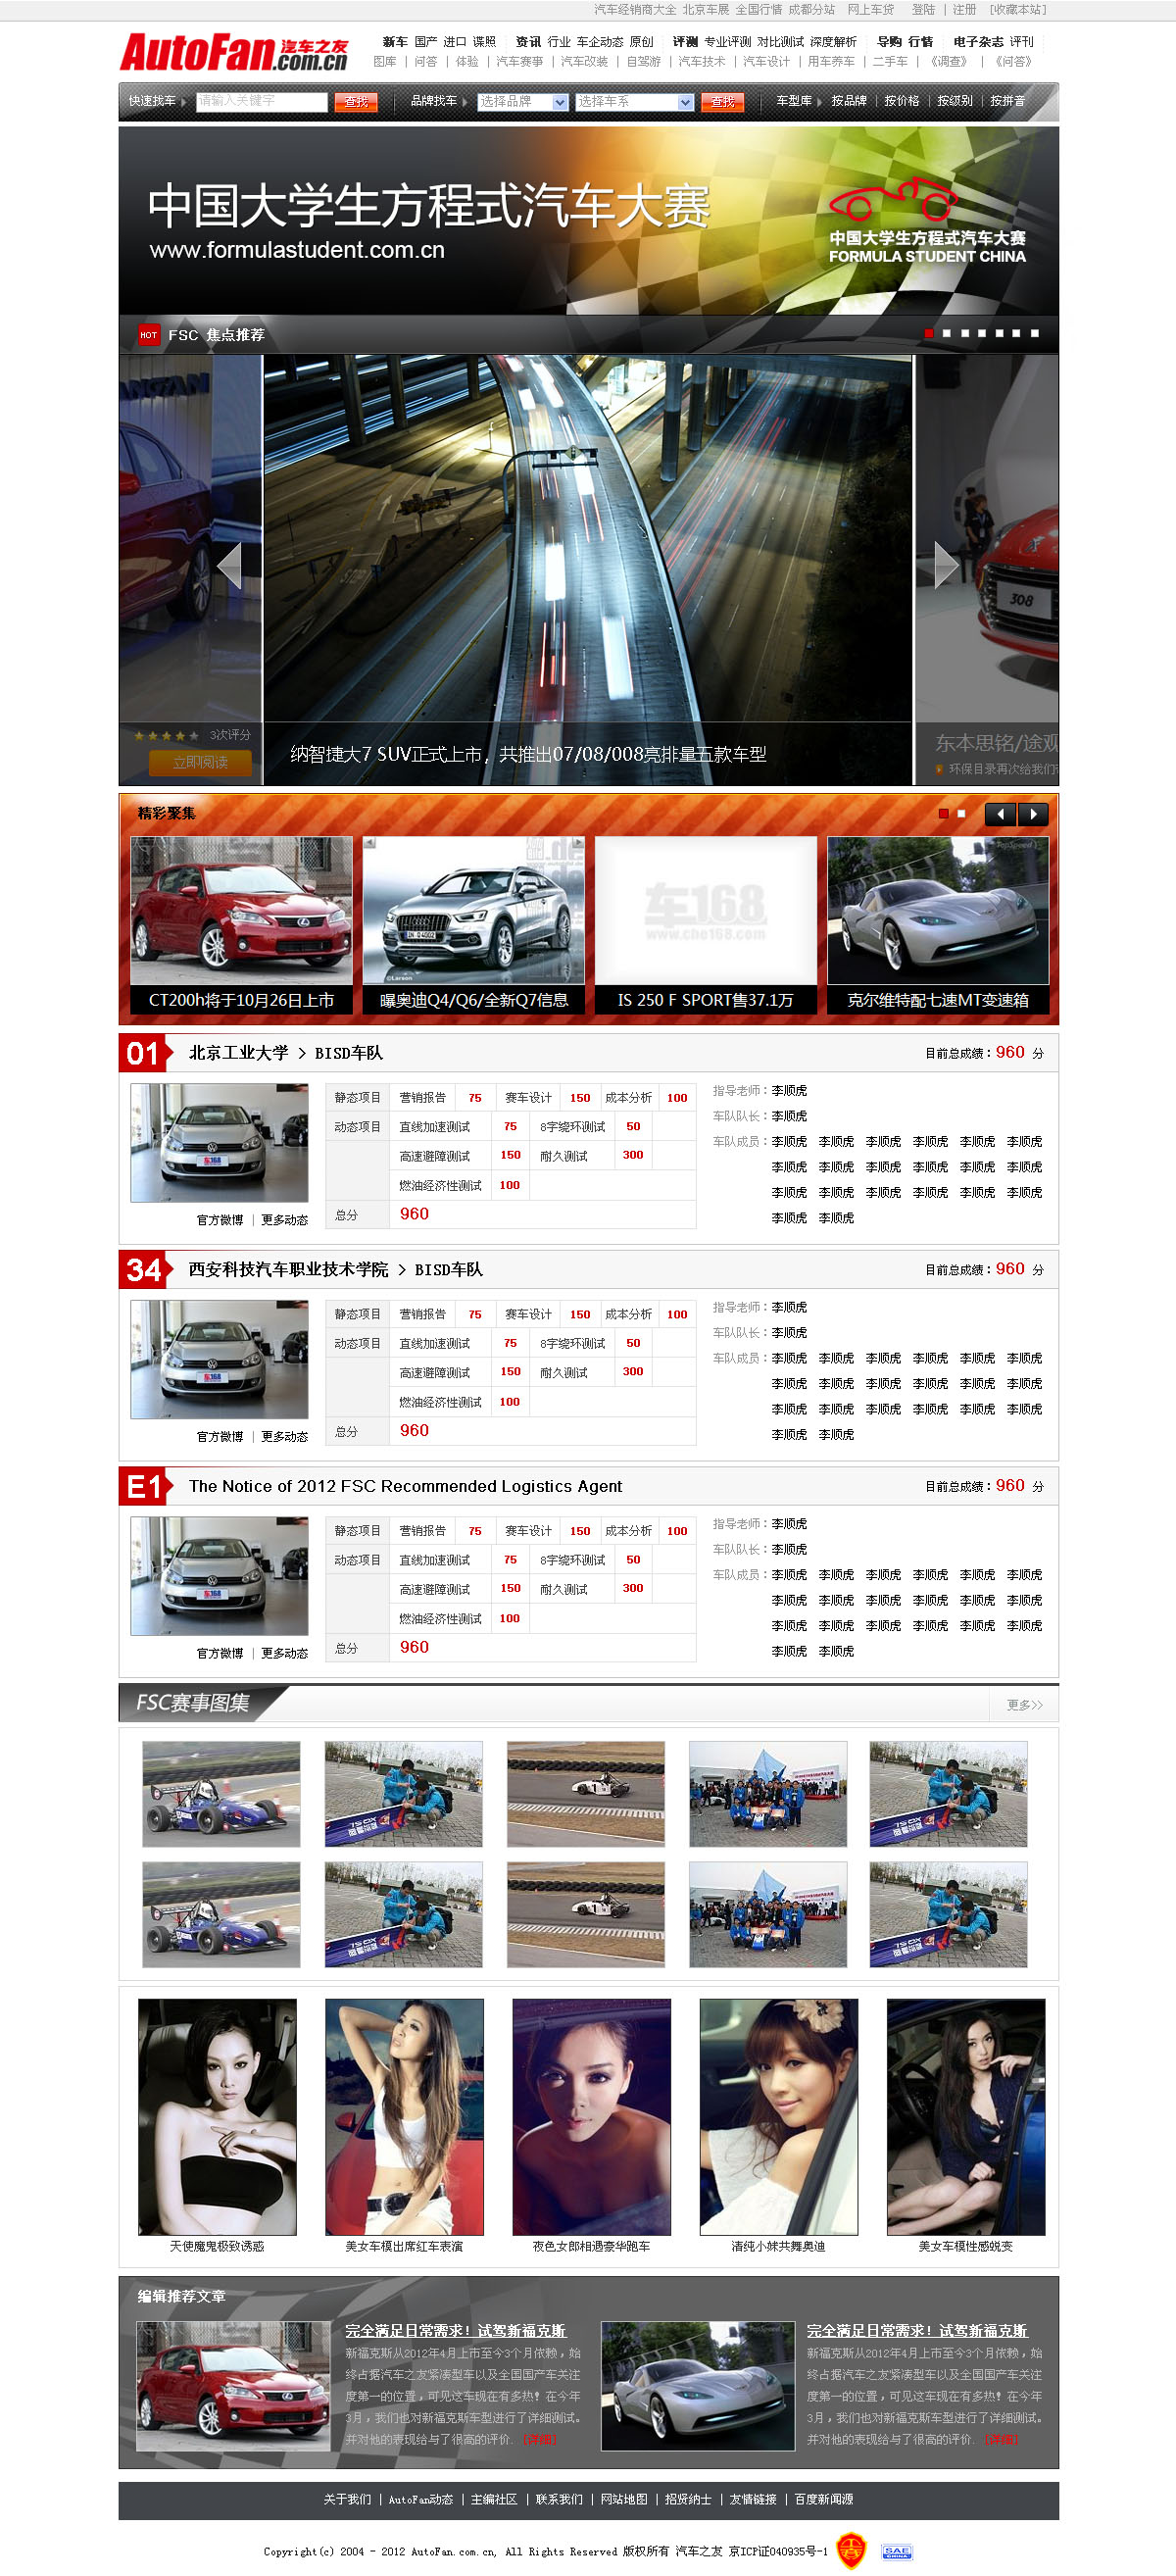 汽车经销商大全 北京车展 全国行情 成都分站 网上车贷 登陆 | 注册 [收藏本站]
AutoFan汽车之友.com.cn
新车 国产 进口 谍照 资讯 行业 车企动态 原创 评测 专业评测 对比测试 深度解析 导购 行情 电子杂志 评刊
图库 | 问答 | 体验 | 汽车赛事 | 汽车改装 | 自驾游 | 汽车技术 | 汽车设计 | 用车养车 | 二手车 | 《调查》 | 《问答》
快速找车 请输入关键字 查找 品牌找车 选择品牌 选择车系 查找 车型库 按品牌 | 按价格 | 按级别 | 按拼音
中国大学生方程式汽车大赛
www.formulastudent.com.cn
中国大学生方程式汽车大赛
FORMULA STUDENT CHINA
HOT FSC 焦点推荐
308
3次评分
立即阅读
纳智捷大7 SUV正式上市，共推出07/08/008亮排量五款车型
东本思铭/途观
环保目录再次给我们
精彩聚集
车168
www.che168.com
CT200h将于10月26日上市 曝奥迪Q4/Q6/全新Q7信息 IS 250 F SPORT售37.1万 克尔维特配七速MT变速箱
01 北京工业大学 > BISD车队 目前总成绩：960 分
静态项目 营销报告 75 赛车设计 150 成本分析 100
动态项目 直线加速测试 75 8字绕环测试 50
高速避障测试 150 耐久测试 300
燃油经济性测试 100
总分 960
官方微博 | 更多动态
指导老师：李顺虎
车队队长：李顺虎
车队成员：李顺虎 李顺虎 李顺虎 李顺虎 李顺虎 李顺虎
李顺虎 李顺虎 李顺虎 李顺虎 李顺虎 李顺虎
李顺虎 李顺虎 李顺虎 李顺虎 李顺虎 李顺虎
李顺虎 李顺虎
34 西安科技汽车职业技术学院 > BISD车队 目前总成绩：960 分
静态项目 营销报告 75 赛车设计 150 成本分析 100
动态项目 直线加速测试 75 8字绕环测试 50
高速避障测试 150 耐久测试 300
燃油经济性测试 100
总分 960
官方微博 | 更多动态
指导老师：李顺虎
车队队长：李顺虎
车队成员：李顺虎 李顺虎 李顺虎 李顺虎 李顺虎 李顺虎
李顺虎 李顺虎 李顺虎 李顺虎 李顺虎 李顺虎
李顺虎 李顺虎 李顺虎 李顺虎 李顺虎 李顺虎
李顺虎 李顺虎
E1 The Notice of 2012 FSC Recommended Logistics Agent 目前总成绩：960 分
静态项目 营销报告 75 赛车设计 150 成本分析 100
动态项目 直线加速测试 75 8字绕环测试 50
高速避障测试 150 耐久测试 300
燃油经济性测试 100
总分 960
官方微博 | 更多动态
指导老师：李顺虎
车队队长：李顺虎
车队成员：李顺虎 李顺虎 李顺虎 李顺虎 李顺虎 李顺虎
李顺虎 李顺虎 李顺虎 李顺虎 李顺虎 李顺虎
李顺虎 李顺虎 李顺虎 李顺虎 李顺虎 李顺虎
李顺虎 李顺虎
FSC赛事图集 更多>>
天使魔鬼极致诱惑 美女车模出席红车表演 夜色女郎相遇豪华跑车 清纯小妹共舞奥迪 美女车模性感蜕变
编辑推荐文章
完全满足日常需求！试驾新福克斯
新福克斯从2012年4月上市至今3个月依赖，始
终占据汽车之友紧凑型车以及全国国产车关注
度第一的位置，可见这车现在有多热！在今年
3月，我们也对新福克斯车型进行了详细测试。
并对他的表现给与了很高的评价. [详细]
完全满足日常需求！试驾新福克斯
新福克斯从2012年4月上市至今3个月依赖，始
终占据汽车之友紧凑型车以及全国国产车关注
度第一的位置，可见这车现在有多热！在今年
3月，我们也对新福克斯车型进行了详细测试。
并对他的表现给与了很高的评价. [详细]
关于我们 | AutoFan动态 | 主编社区 | 联系我们 | 网站地图 | 招贤纳士 | 友情链接 | 百度新闻源
Copyright(c) 2004 - 2012 AutoFan.com.cn, All Rights Reserved 版权所有 汽车之友 京ICP证040935号-1 SAE